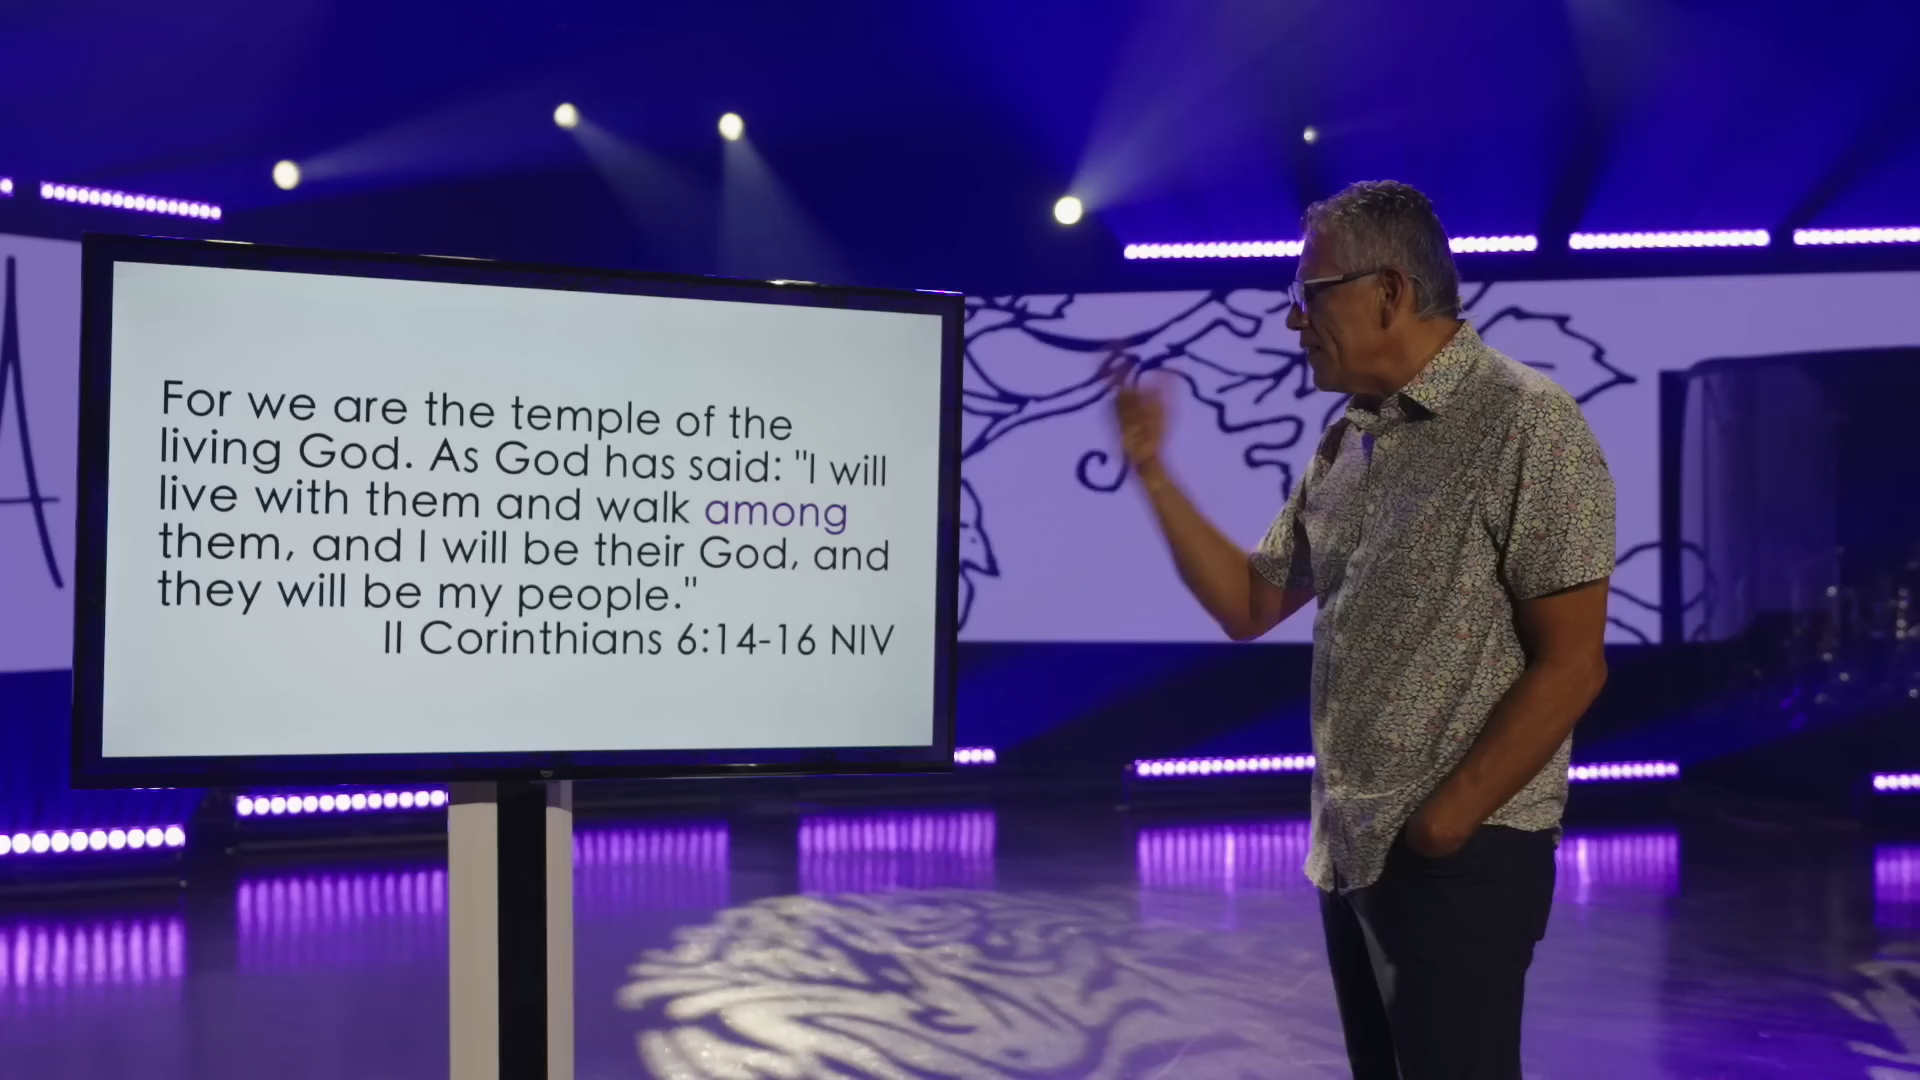 For we are the temple of the
living God. As God has said: "I will
live with them and walk among
them, and I will be their God, and
they will be my people."
II Corinthians 6:14-16 NIV